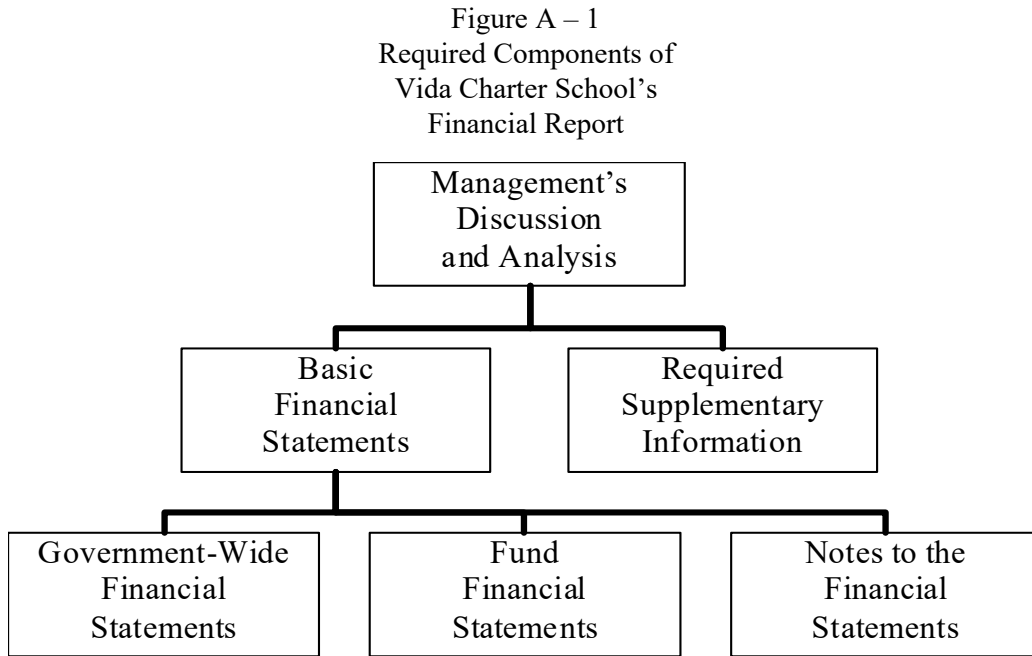 Figure A – 1
Required Components of
Vida Charter School’s
Financial Report
Management’s
Discussion
and Analysis
Basic
Financial
Statements
Required
Supplementary
Information
Government-Wide
Financial
Statements
Fund
Financial
Statements
Notes to the
Financial
Statements